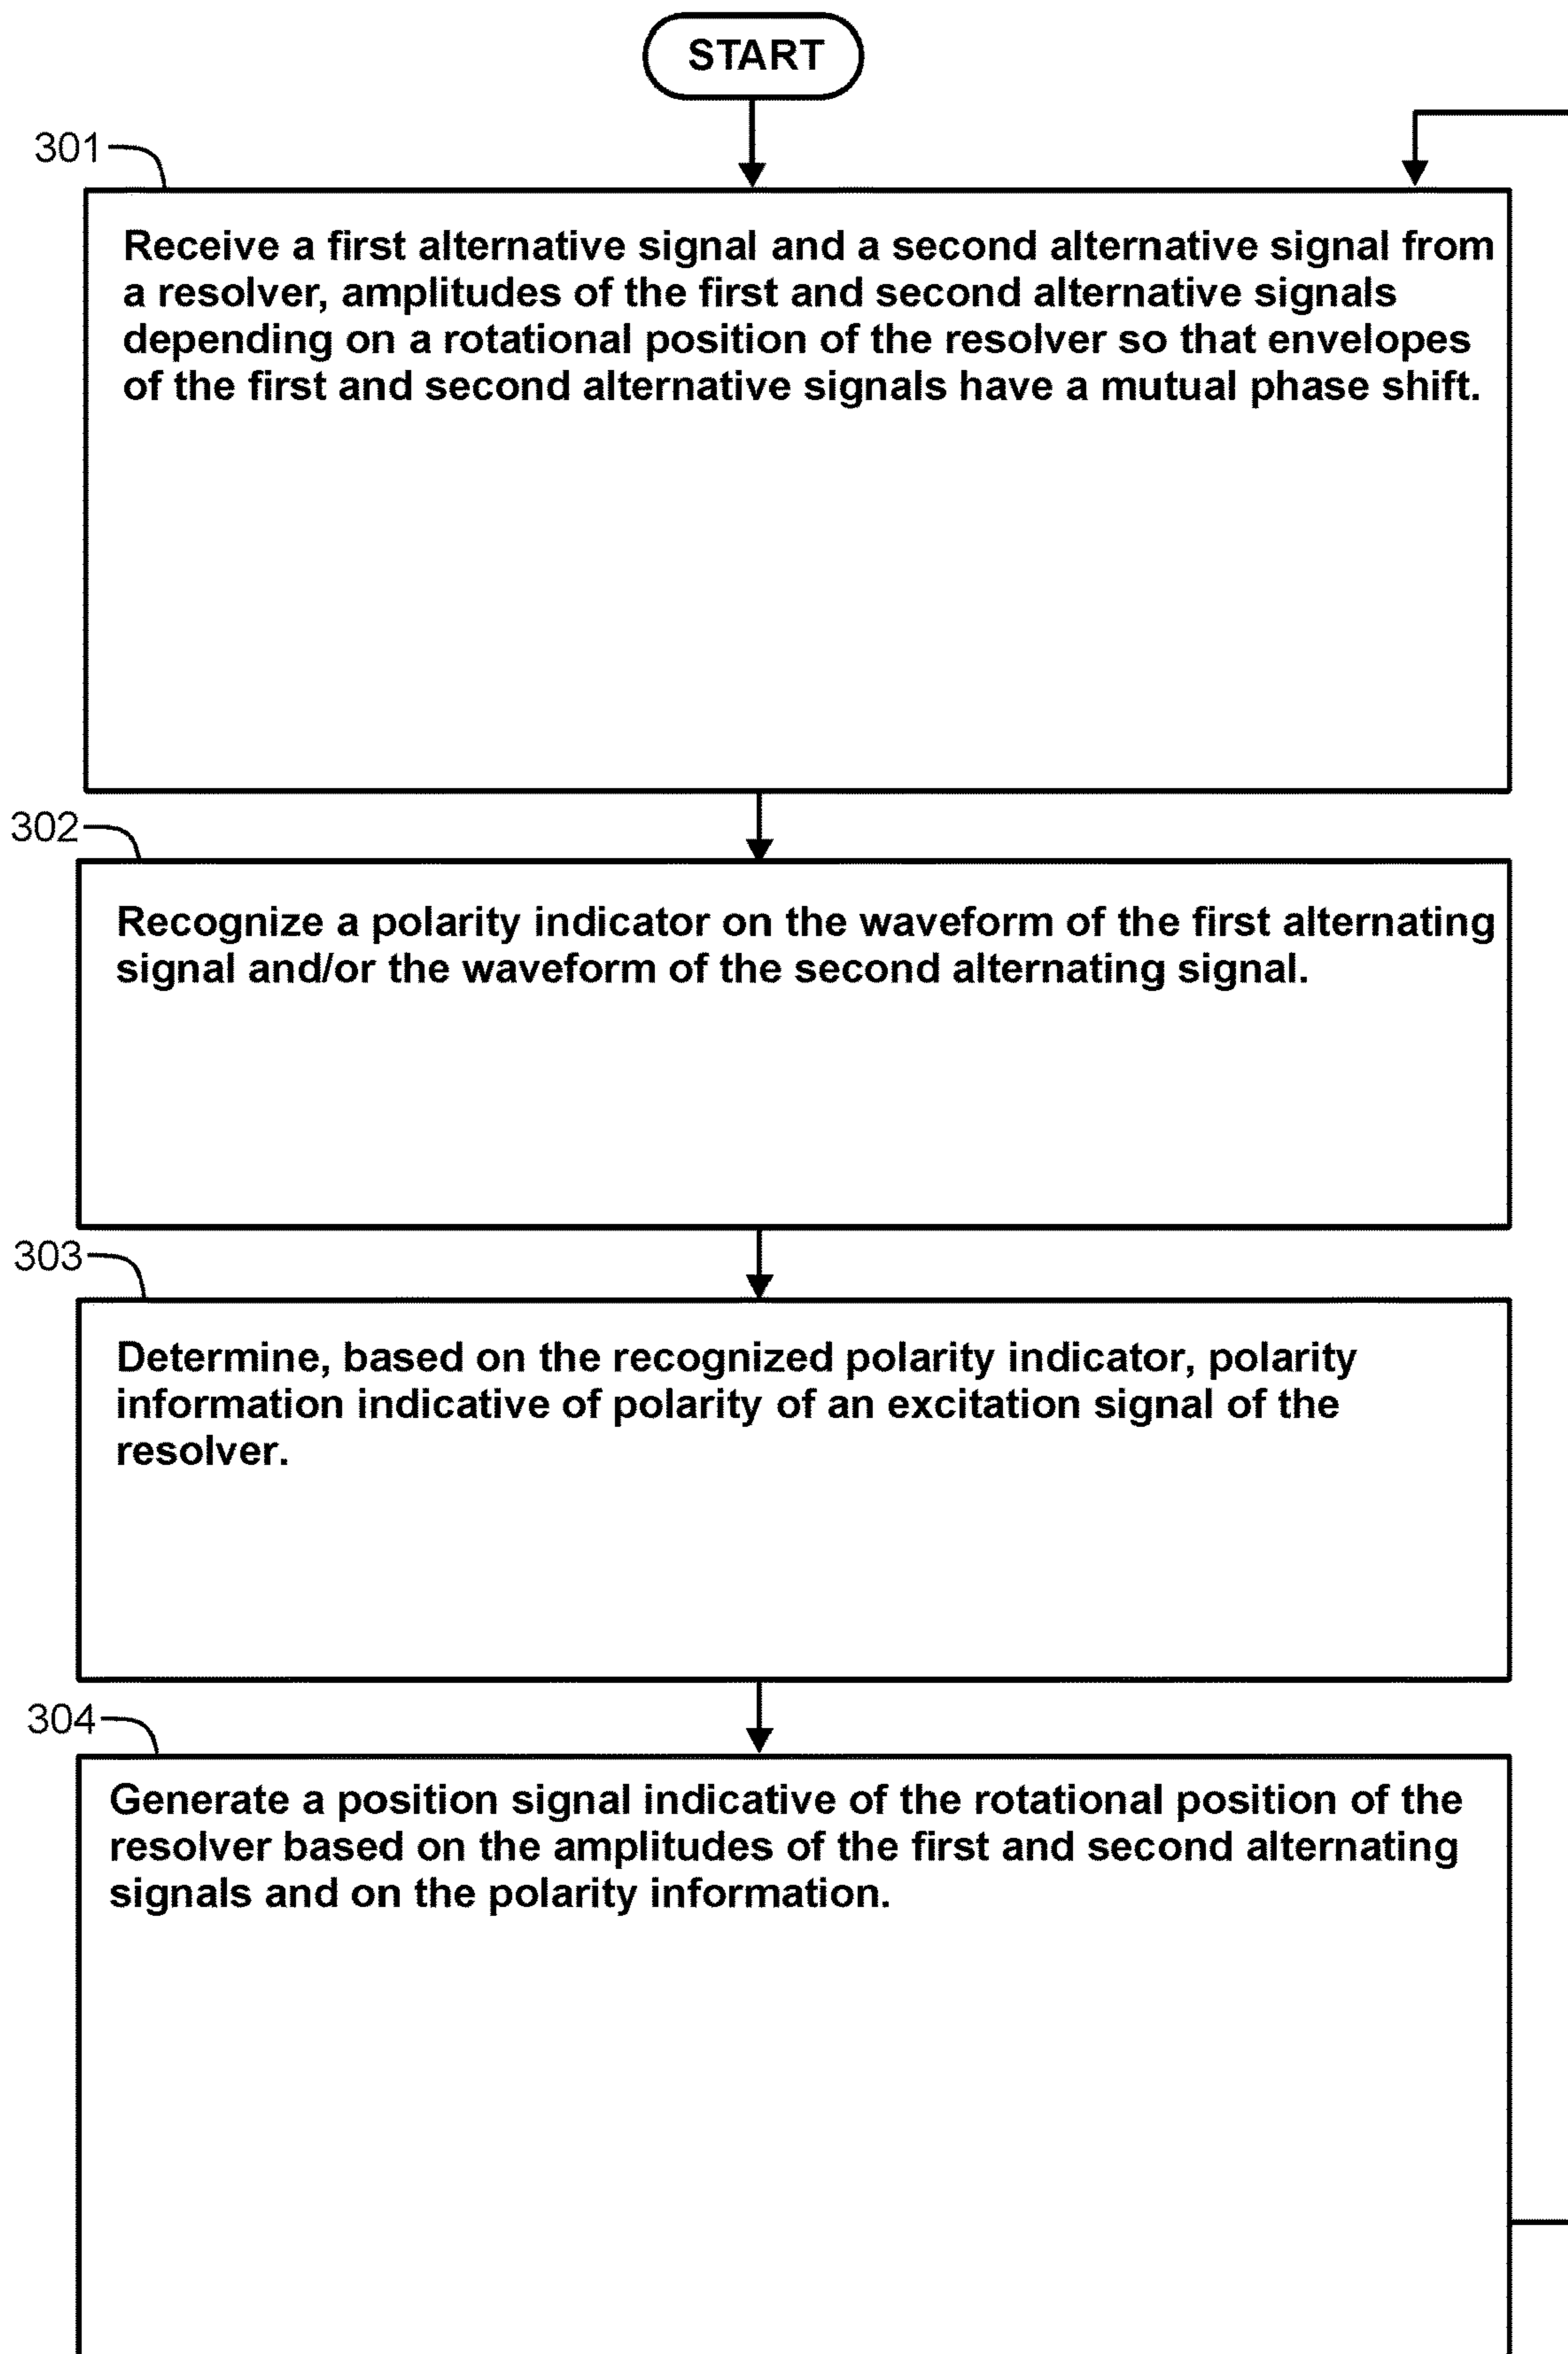 START
301
Receive a first alternative signal and a second alternative signal from
a resolver, amplitudes of the first and second alternative signals
depending on a rotational position of the resolver so that envelopes
of the first and second alternative signals have a mutual phase shift.
302
Recognize a polarity indicator on the waveform of the first alternating
signal and/or the waveform of the second alternating signal.
303
Determine, based on the recognized polarity indicator, polarity
information indicative of polarity of an excitation signal of the
resolver.
304
Generate a position signal indicative of the rotational position of the
resolver based on the amplitudes of the first and second alternating
signals and on the polarity information.